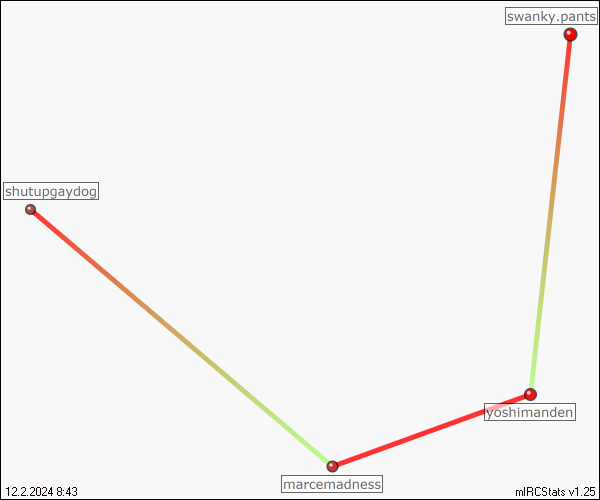 swanky.pants
shutupgaydog
yoshimanden
marcemadness
12.2.2024 8:43
mIRCStats v1.25